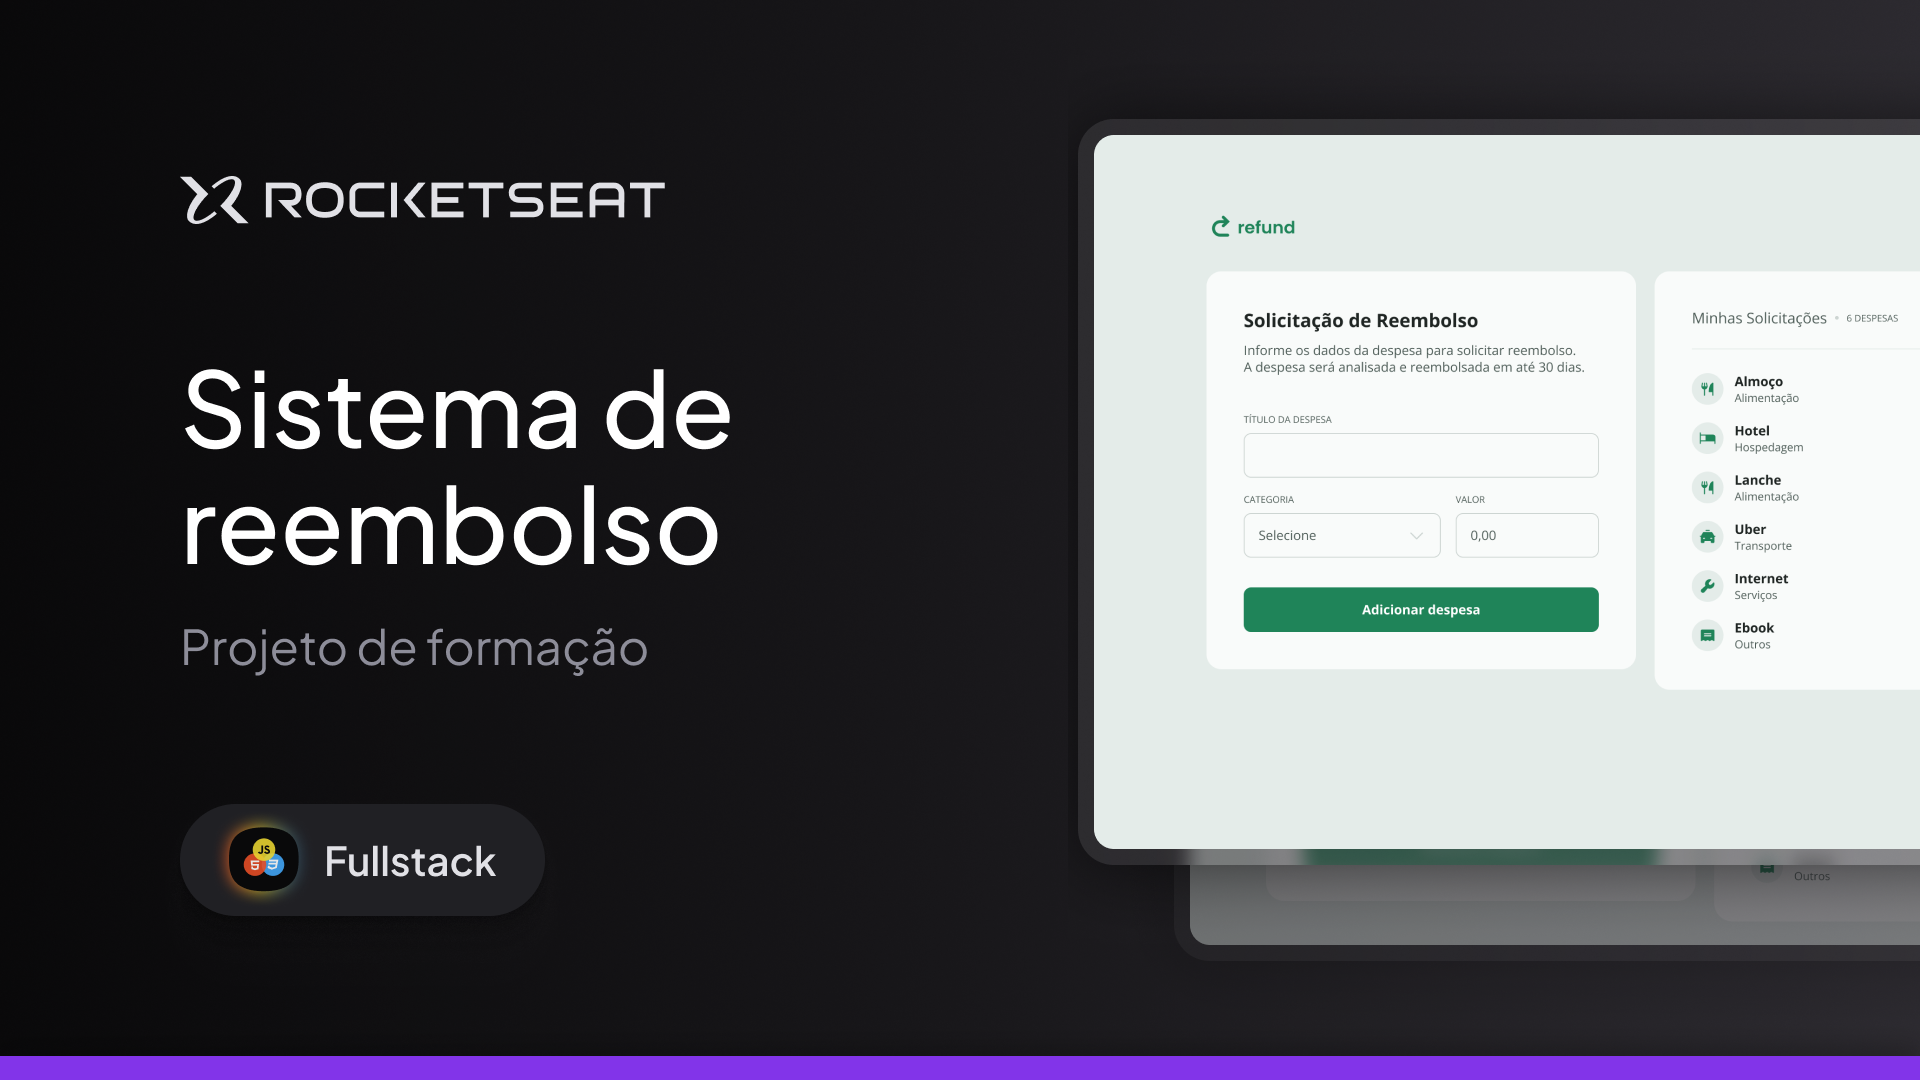 ROCKETSEAT
Sistema de
reembolso
Projeto de formação
JS
Fullstack
refund
Solicitação de Reembolso
Informe os dados da despesa para solicitar reembolso.
A despesa será analisada e reembolsada em até 30 dias.
TÍTULO DA DESPESA
CATEGORIA
VALOR
Selecione
0,00
Adicionar despesa
Minhas Solicitações • 6 DESPESAS
Almoço
Alimentação
Hotel
Hospedagem
Lanche
Alimentação
Uber
Transporte
Internet
Serviços
Ebook
Outros
Outros